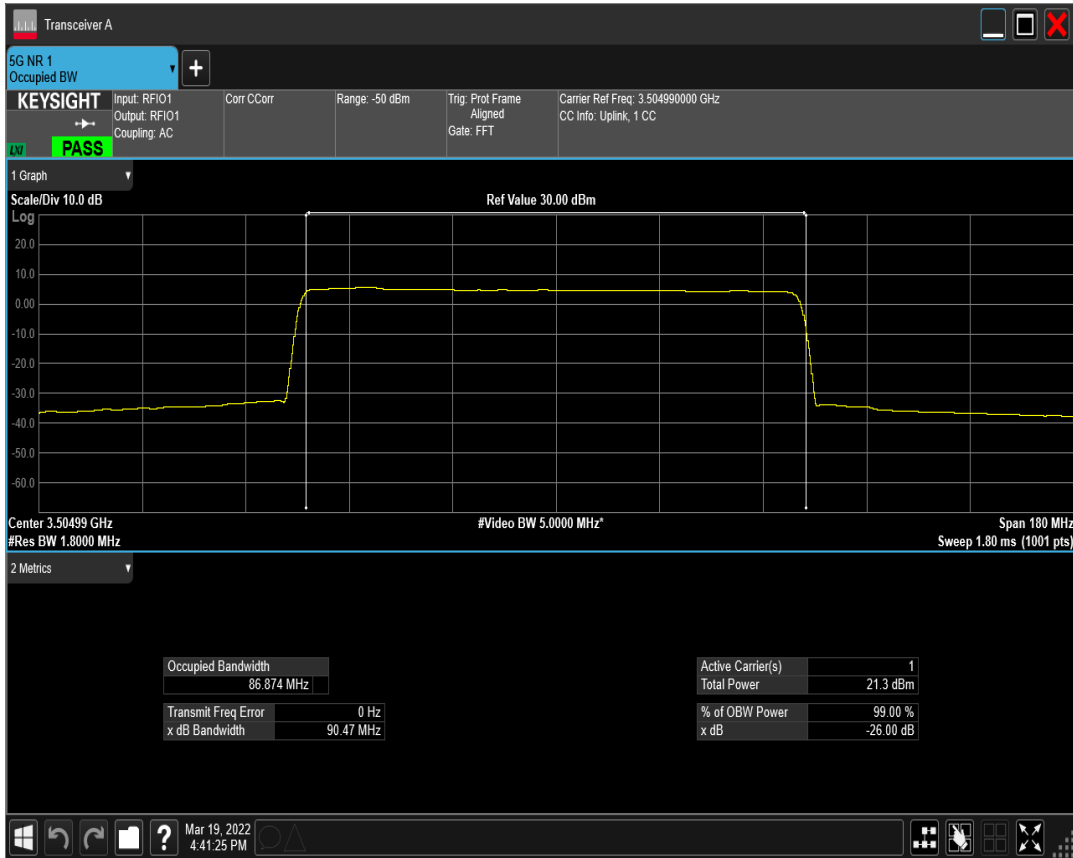 Transceiver A
5G NR 1
Occupied BW
+
KEYSIGHT
Input: RFIO1
Output: RFIO1
Coupling: AC
Corr CCorr
Range: -50 dBm
Trig: Prot Frame
Aligned
Gate: FFT
Carrier Ref Freq: 3.504990000 GHz
CC Info: Uplink, 1 CC
LXI
PASS
1 Graph
Scale/Div 10.0 dB
Ref Value 30.00 dBm
Log
20.0
10.0
0.00
-10.0
-20.0
-30.0
-40.0
-50.0
-60.0
Center 3.50499 GHz
#Video BW 5.0000 MHz*
Span 180 MHz
#Res BW 1.8000 MHz
Sweep 1.80 ms (1001 pts)
2 Metrics
Occupied Bandwidth
86.874 MHz
Transmit Freq Error 0 Hz
x dB Bandwidth 90.47 MHz
Active Carrier(s) 1
Total Power 21.3 dBm
% of OBW Power 99.00 %
x dB -26.00 dB
?
Mar 19, 2022
4:41:25 PM